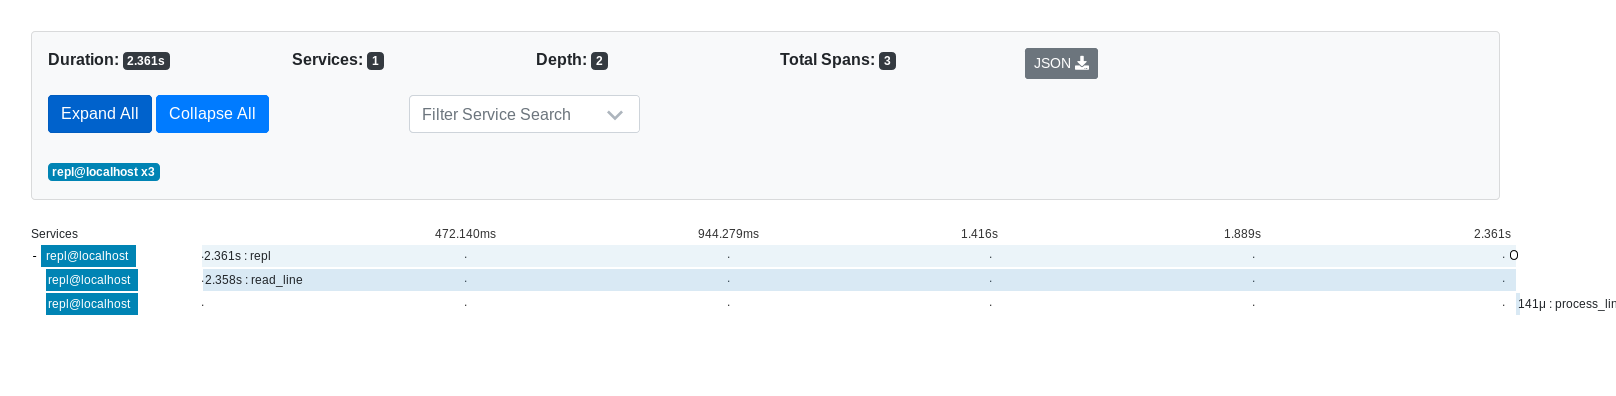 Duration: 2.361s Services: 1 Depth: 2 Total Spans: 3 JSON
Expand All Collapse All Filter Service Search
repl@localhost x3
Services 472.140ms 944.279ms 1.416s 1.889s 2.361s
- repl@localhost 2.361s : repl O
repl@localhost 2.358s : read_line
repl@localhost 141μ : process_lin